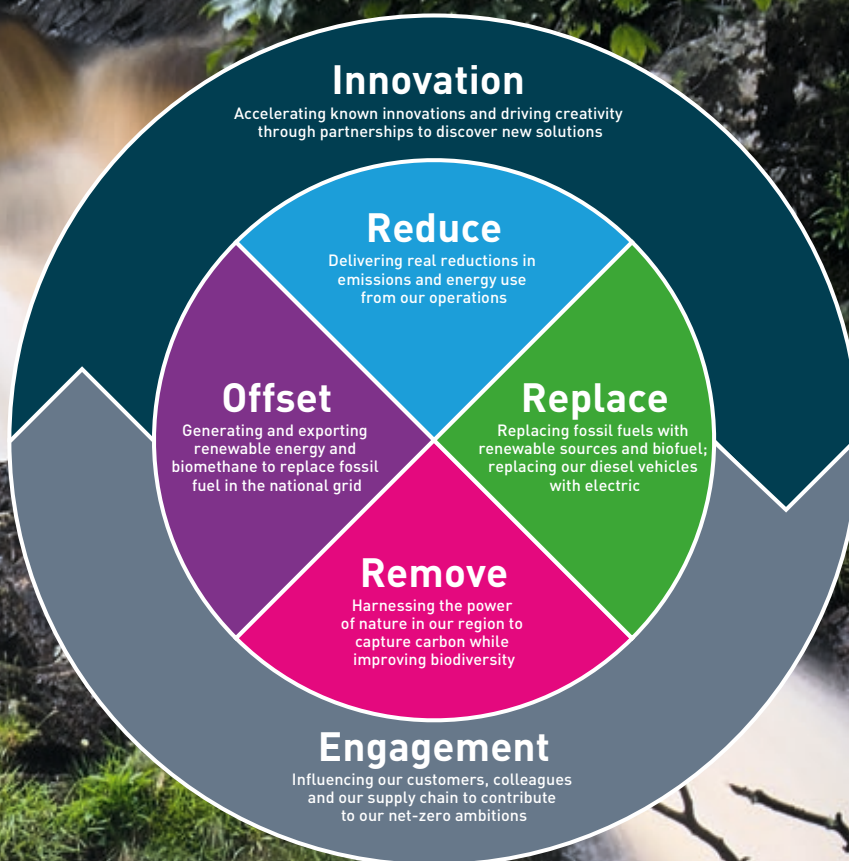 Innovation
Accelerating known innovations and driving creativity
through partnerships to discover new solutions
Reduce
Delivering real reductions in
emissions and energy use
from our operations
Offset
Generating and exporting
renewable energy and
biomethane to replace fossil
fuel in the national grid
Replace
Replacing fossil fuels with
renewable sources and biofuel;
replacing our diesel vehicles
with electric
Remove
Harnessing the power
of nature in our region to
capture carbon while
improving biodiversity
Engagement
Influencing our customers, colleagues
and our supply chain to contribute
to our net-zero ambitions